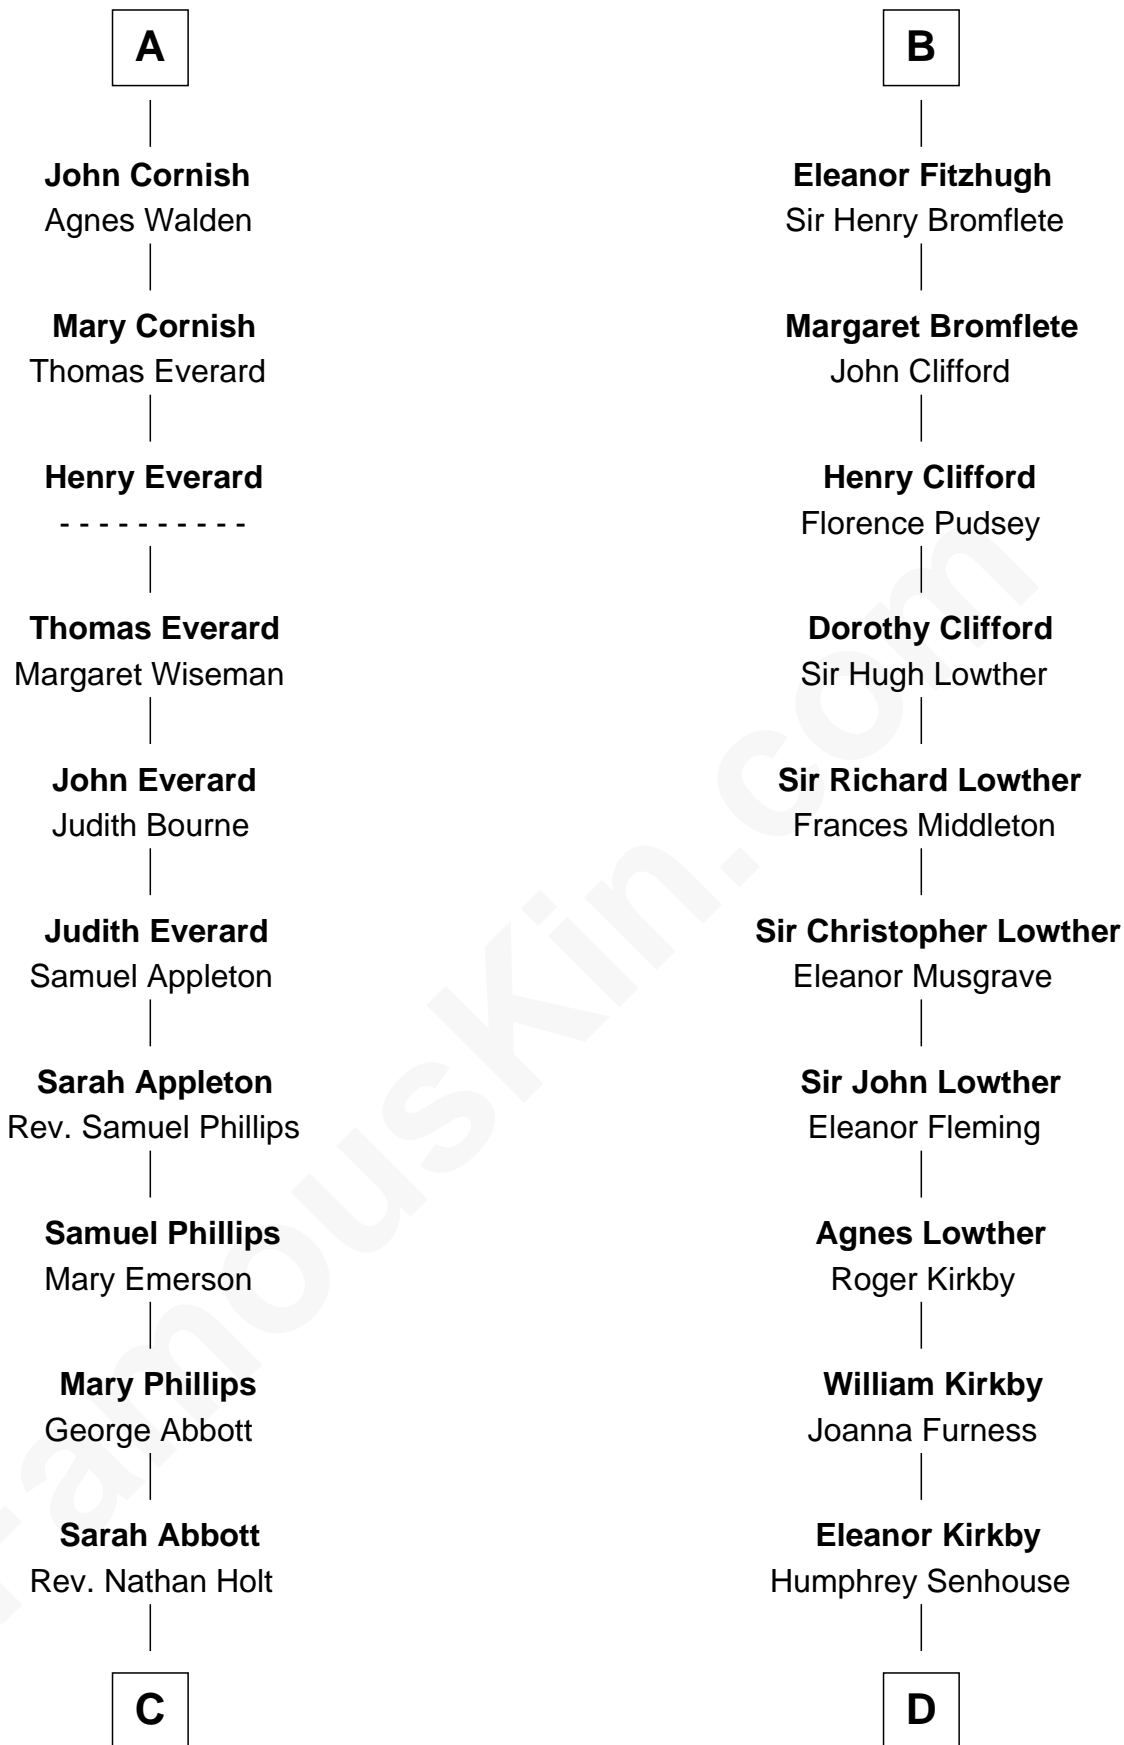 A
John Cornish
Agnes Walden
Mary Cornish
Thomas Everard
Henry Everard
- - - - - - - - - -
Thomas Everard
Margaret Wiseman
John Everard
Judith Bourne
Judith Everard
Samuel Appleton
Sarah Appleton
Rev. Samuel Phillips
Samuel Phillips
Mary Emerson
Mary Phillips
George Abbott
Sarah Abbott
Rev. Nathan Holt
C
B
Eleanor Fitzhugh
Sir Henry Bromflete
Margaret Bromflete
John Clifford
Henry Clifford
Florence Pudsey
Dorothy Clifford
Sir Hugh Lowther
Sir Richard Lowther
Frances Middleton
Sir Christopher Lowther
Eleanor Musgrave
Sir John Lowther
Eleanor Fleming
Agnes Lowther
Roger Kirkby
William Kirkby
Joanna Furness
Eleanor Kirkby
Humphrey Senhouse
D
FamousKin.com